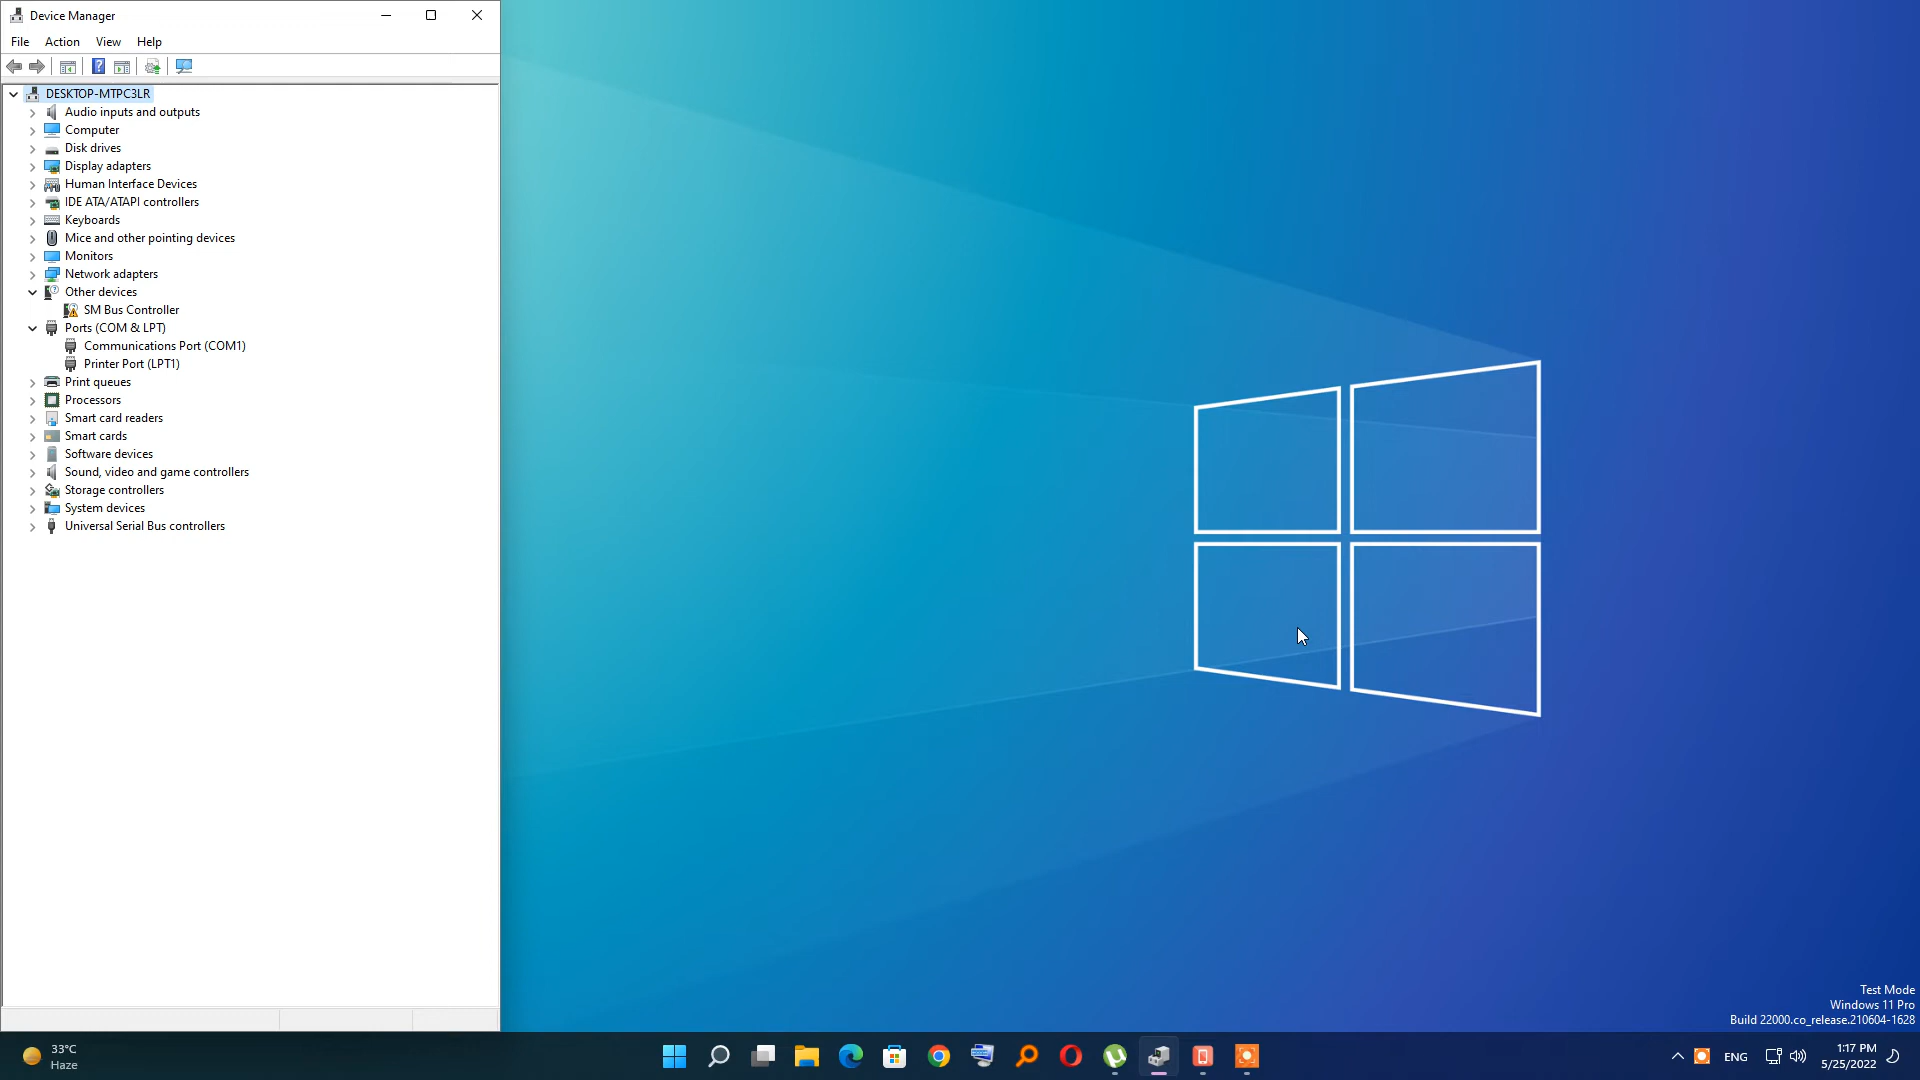 Device Manager
File Action View Help
DESKTOP-MTPC3LR
Audio inputs and outputs
Computer
Disk drives
Display adapters
Human Interface Devices
IDE ATA/ATAPI controllers
Keyboards
Mice and other pointing devices
Monitors
Network adapters
Other devices
SM Bus Controller
Ports (COM & LPT)
Communications Port (COM1)
Printer Port (LPT1)
Print queues
Processors
Smart card readers
Smart cards
Software devices
Sound, video and game controllers
Storage controllers
System devices
Universal Serial Bus controllers
Test Mode
Windows 11 Pro
Build 22000.co_release.210604-1628
33°C
Haze
ENG
1:17 PM
5/25/2022